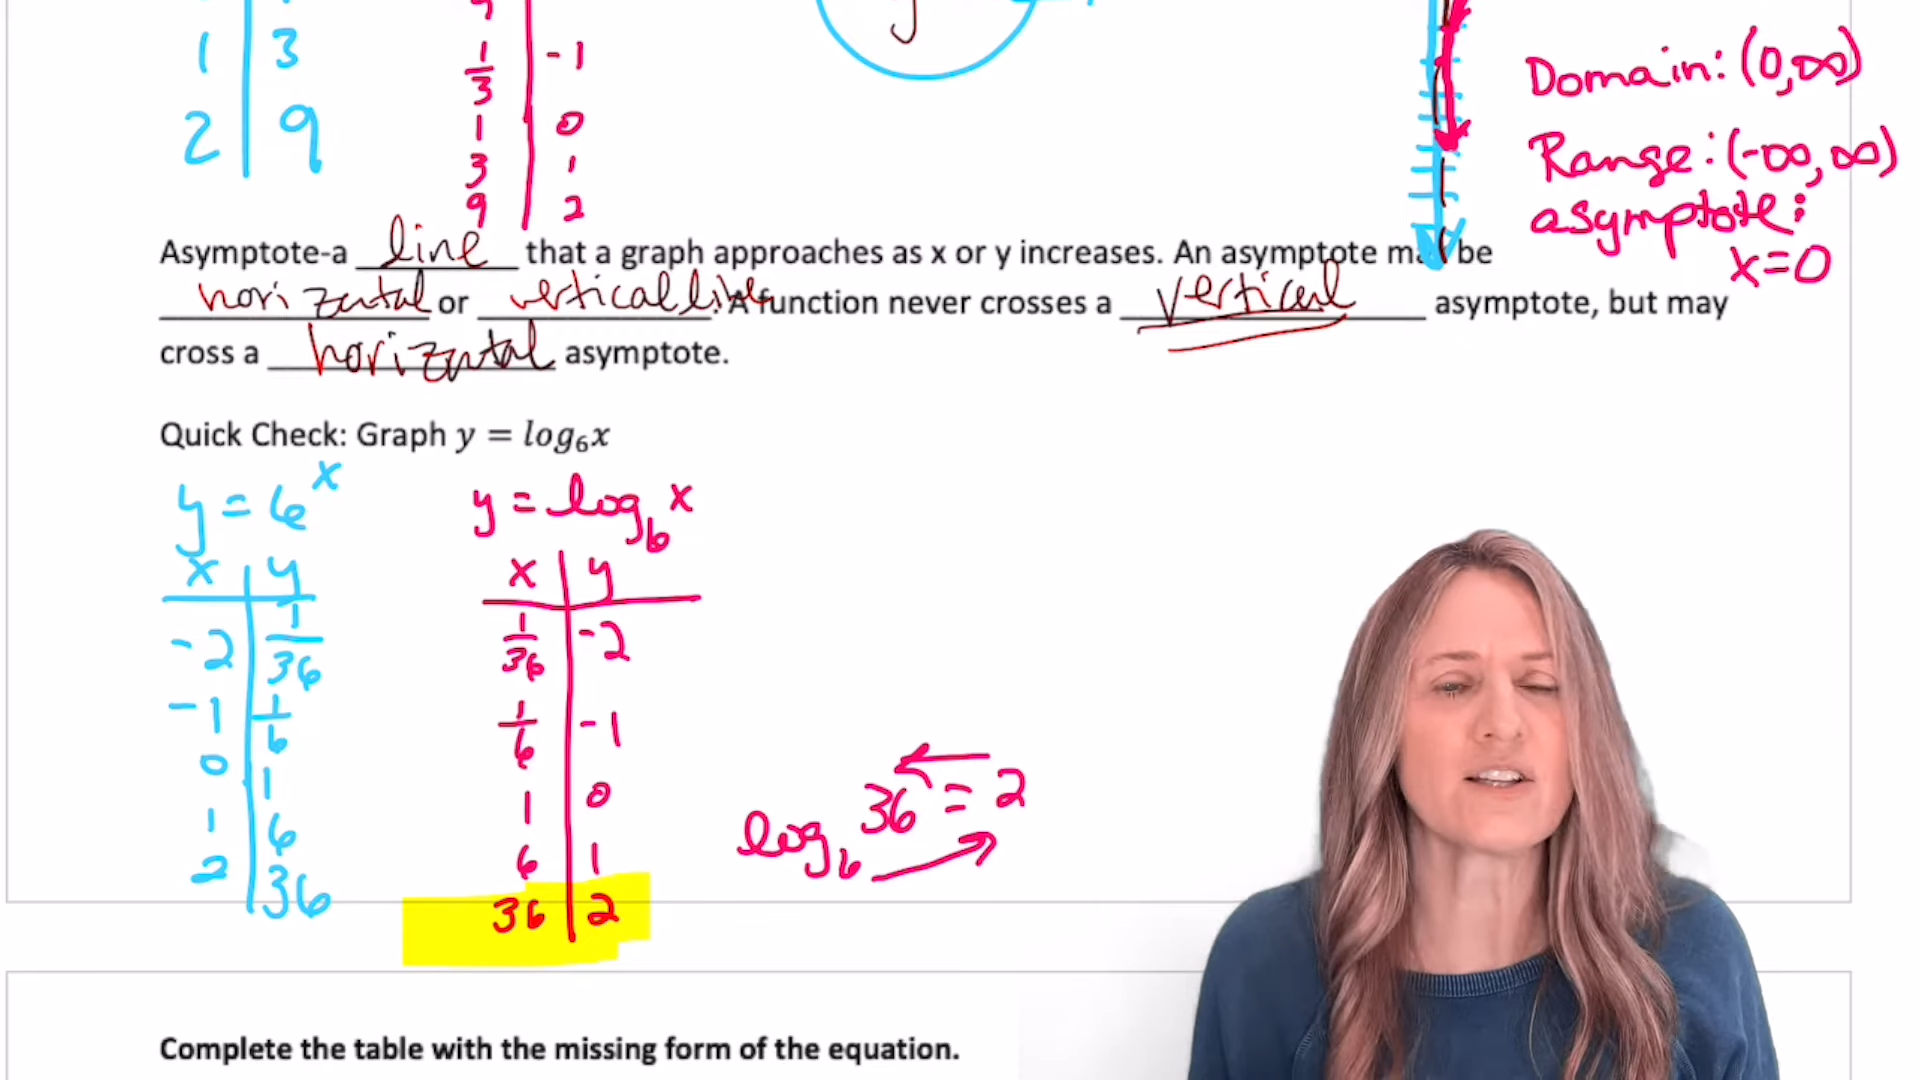 1 3
1/3 -1
2 9
1 0
3 1
9 2
Domain: (0,∞)
Range: (-∞,∞)
asymptote:
x=0
Asymptote-a line that a graph approaches as x or y increases. An asymptote may be
horizontal or vertical line. A function never crosses a vertical asymptote, but may
cross a horizontal asymptote.
Quick Check: Graph y = log₆x
y = 6^x
x y
-2 1/36
-1 1/6
0 1
1 6
2 36
y = log₆ x
x y
1/36 -2
1/6 -1
1 0
6 1
36 2
log₆ 36 = 2
Complete the table with the missing form of the equation.